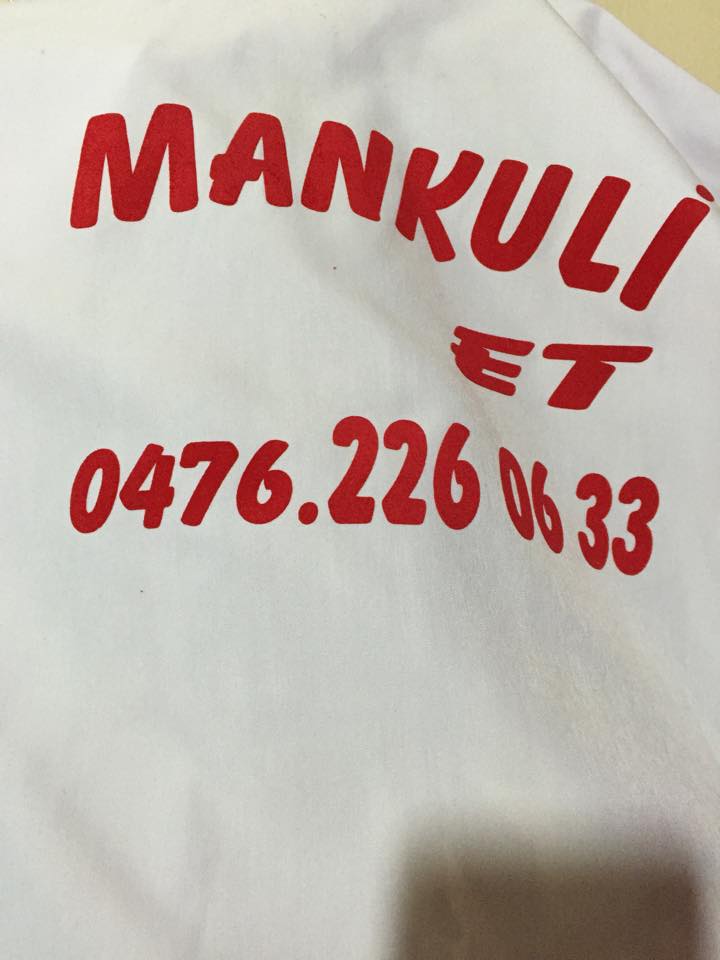 MANKULİ
ET
0476.226 06 33